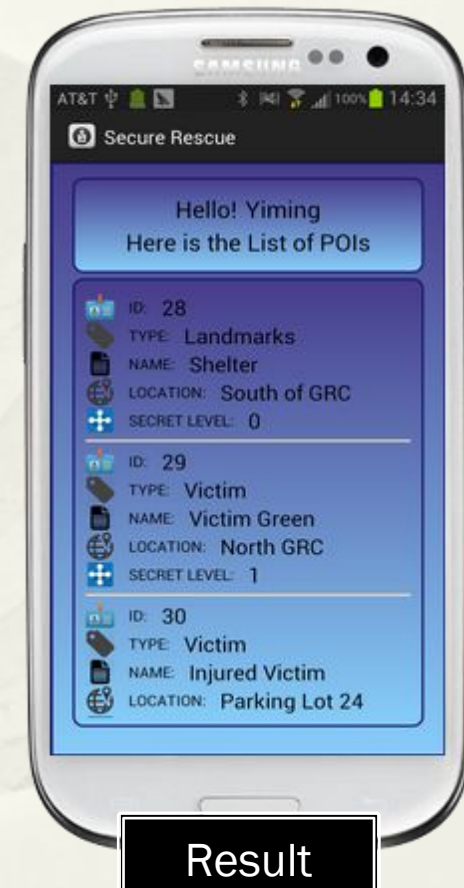 SAMSUNG
AT&T 100% 14:34
Secure Rescue
Hello! Yiming
Here is the List of POIs
ID: 28
TYPE: Landmarks
NAME: Shelter
LOCATION: South of GRC
SECRET LEVEL: 0
ID: 29
TYPE: Victim
NAME: Victim Green
LOCATION: North GRC
SECRET LEVEL: 1
ID: 30
TYPE: Victim
NAME: Injured Victim
LOCATION: Parking Lot 24
Result